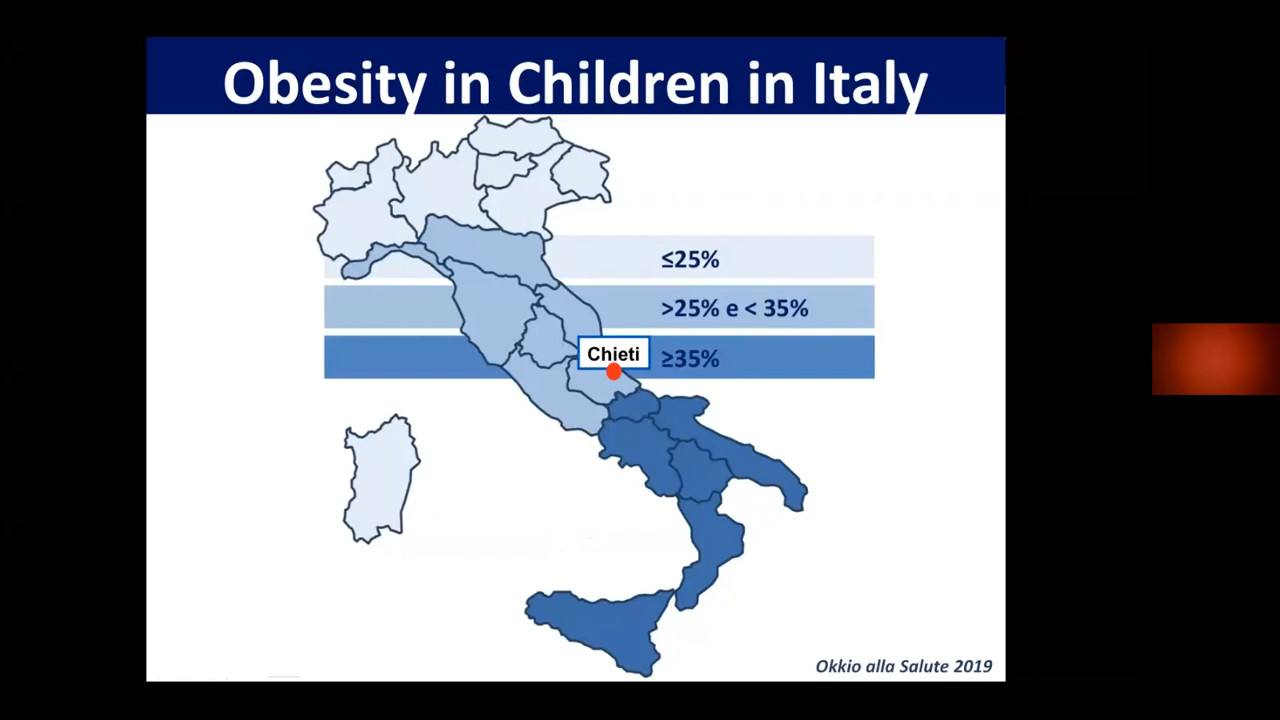 Obesity in Children in Italy
≤25%
>25% e < 35%
Chieti
≥35%
Okkio alla Salute 2019